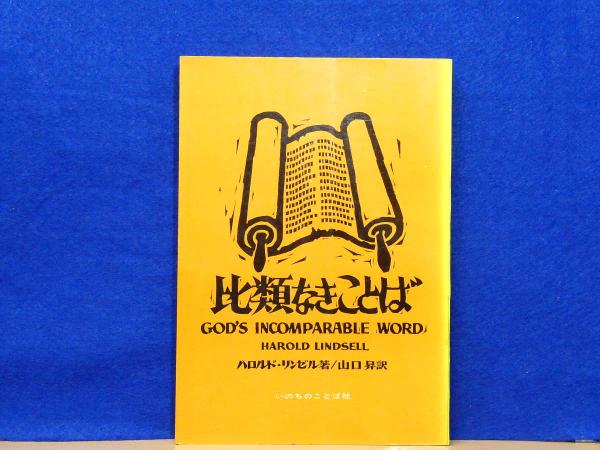 比類なきことば
GOD'S INCOMPARABLE WORD
HAROLD LINDSELL
ハロルド・リンゼル著/山口昇訳
いのちのことば社